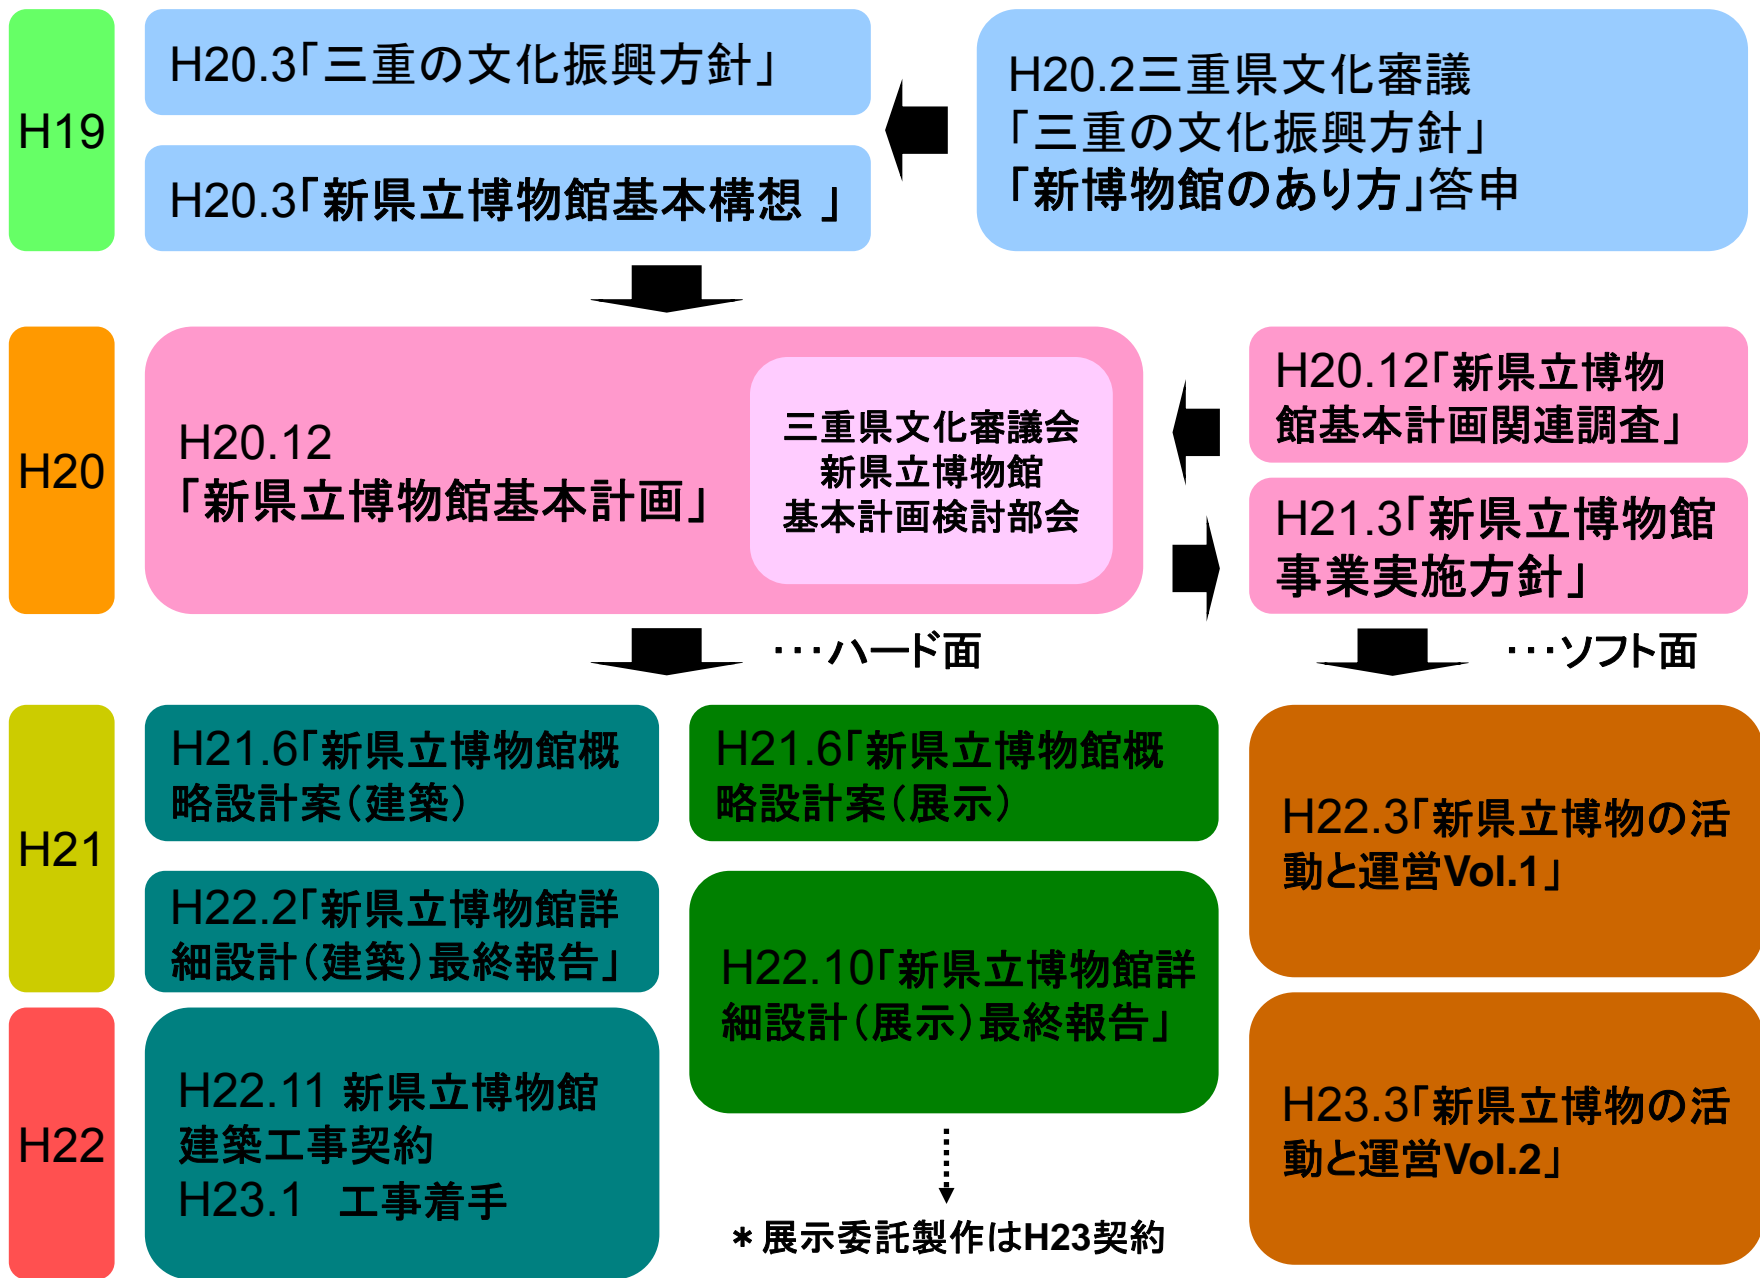 H19
H20.3「三重の文化振興方針」
H20.3「新県立博物館基本構想 」
H20.2三重県文化審議
「三重の文化振興方針」
「新博物館のあり方」答申
H20
H20.12
「新県立博物館基本計画」
三重県文化審議会
新県立博物館
基本計画検討部会
H20.12「新県立博物
館基本計画関連調査」
H21.3「新県立博物館
事業実施方針」
･･･ハード面
･･･ソフト面
H21
H21.6「新県立博物館概
略設計案（建築）
H21.6「新県立博物館概
略設計案（展示）
H22.3「新県立博物の活
動と運営Vol.1」
H22.2「新県立博物館詳
細設計（建築）最終報告」
H22.10「新県立博物館詳
細設計（展示）最終報告」
H22
H22.11 新県立博物館
建築工事契約
H23.1　工事着手
＊展示委託製作はH23契約
H23.3「新県立博物の活
動と運営Vol.2」